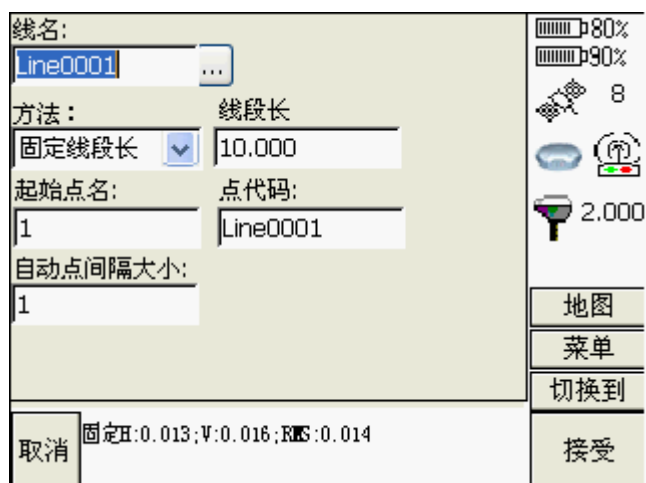 线名:
Line0001
...
方法：
线段长
固定线段长
10.000
起始点名:
点代码:
1
Line0001
自动点间隔大小:
1
80%
90%
8
2.000
地图
菜单
切换到
取消
固定H:0.013;V:0.016;RMS:0.014
接受